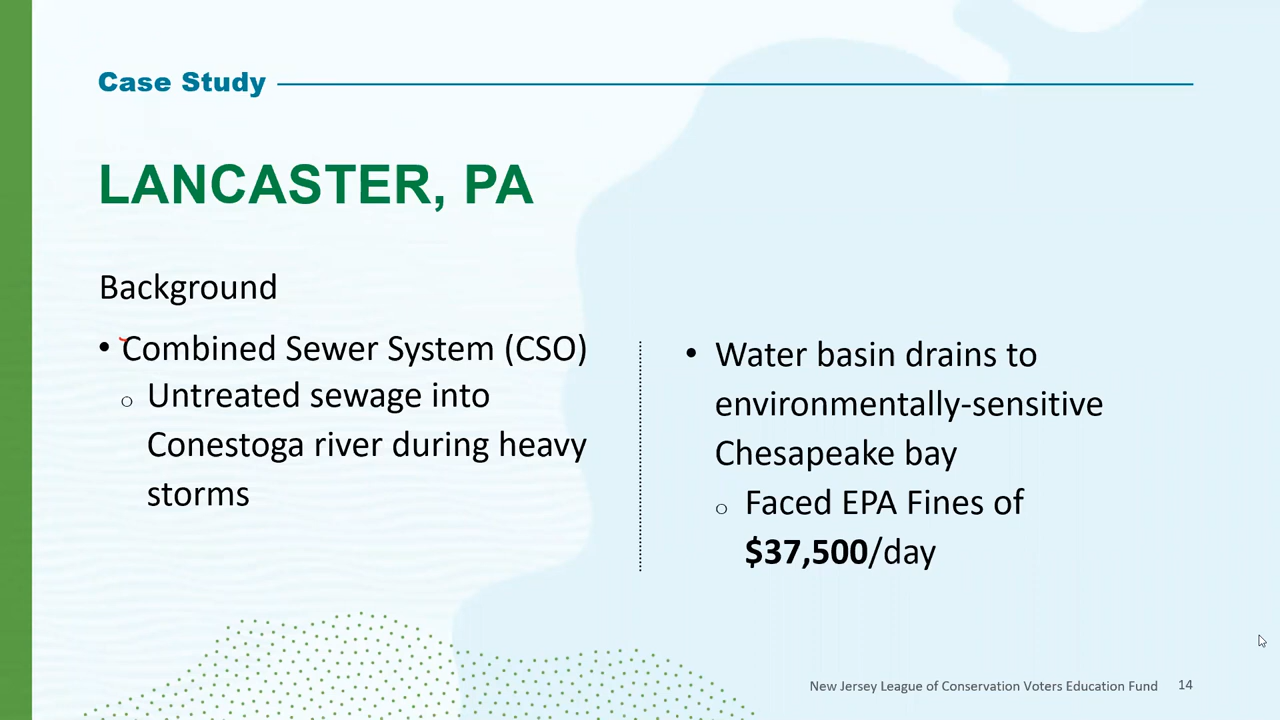 Case Study
LANCASTER, PA
Background
• Combined Sewer System (CSO)
o Untreated sewage into
Conestoga river during heavy
storms
• Water basin drains to
environmentally-sensitive
Chesapeake bay
o Faced EPA Fines of
$37,500/day
New Jersey League of Conservation Voters Education Fund 14